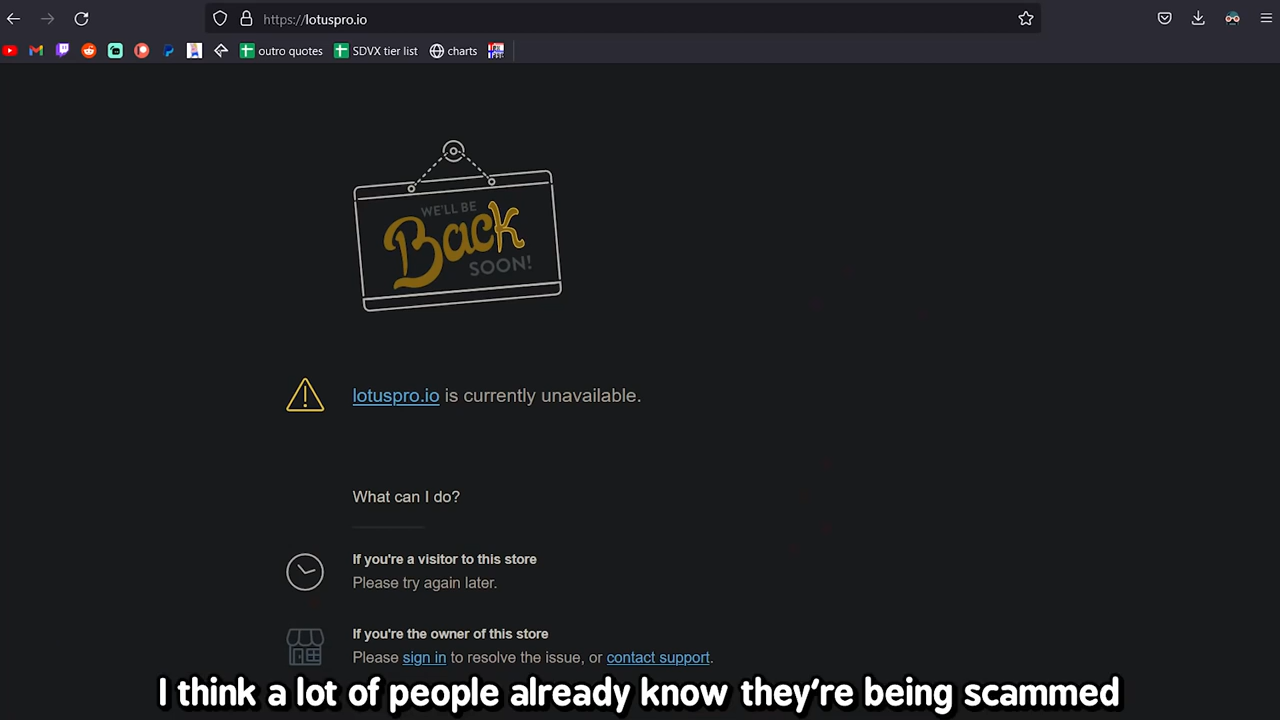 https://lotuspro.io
outro quotes
SDVX tier list
charts
WE'LL BE
Back
SOON!
lotuspro.io is currently unavailable.
What can I do?
If you're a visitor to this store
Please try again later.
If you're the owner of this store
Please sign in to resolve the issue, or contact support.
I think a lot of people already know they're being scammed